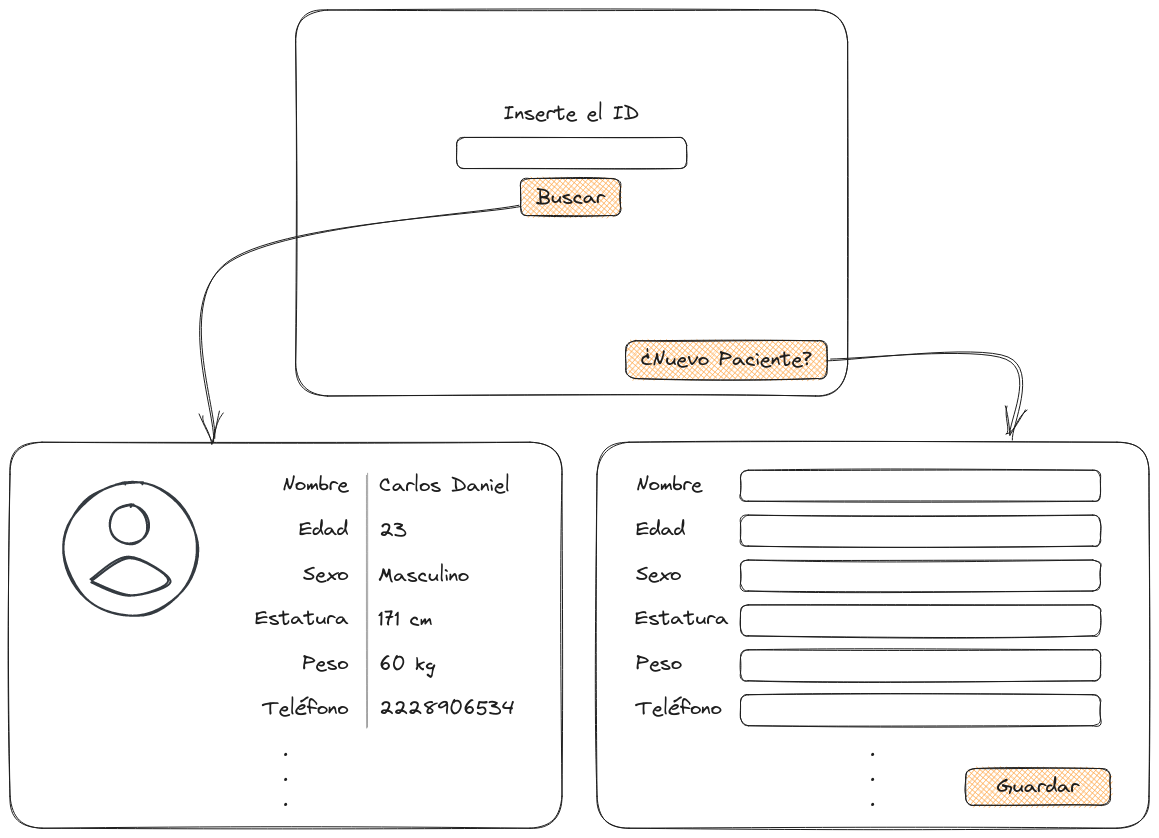 Inserte el ID
Buscar
¿Nuevo Paciente?
Nombre Carlos Daniel
Edad 23
Sexo Masculino
Estatura 171 cm
Peso 60 kg
Teléfono 2228906534
.
.
.
Nombre
Edad
Sexo
Estatura
Peso
Teléfono
.
.
.
Guardar